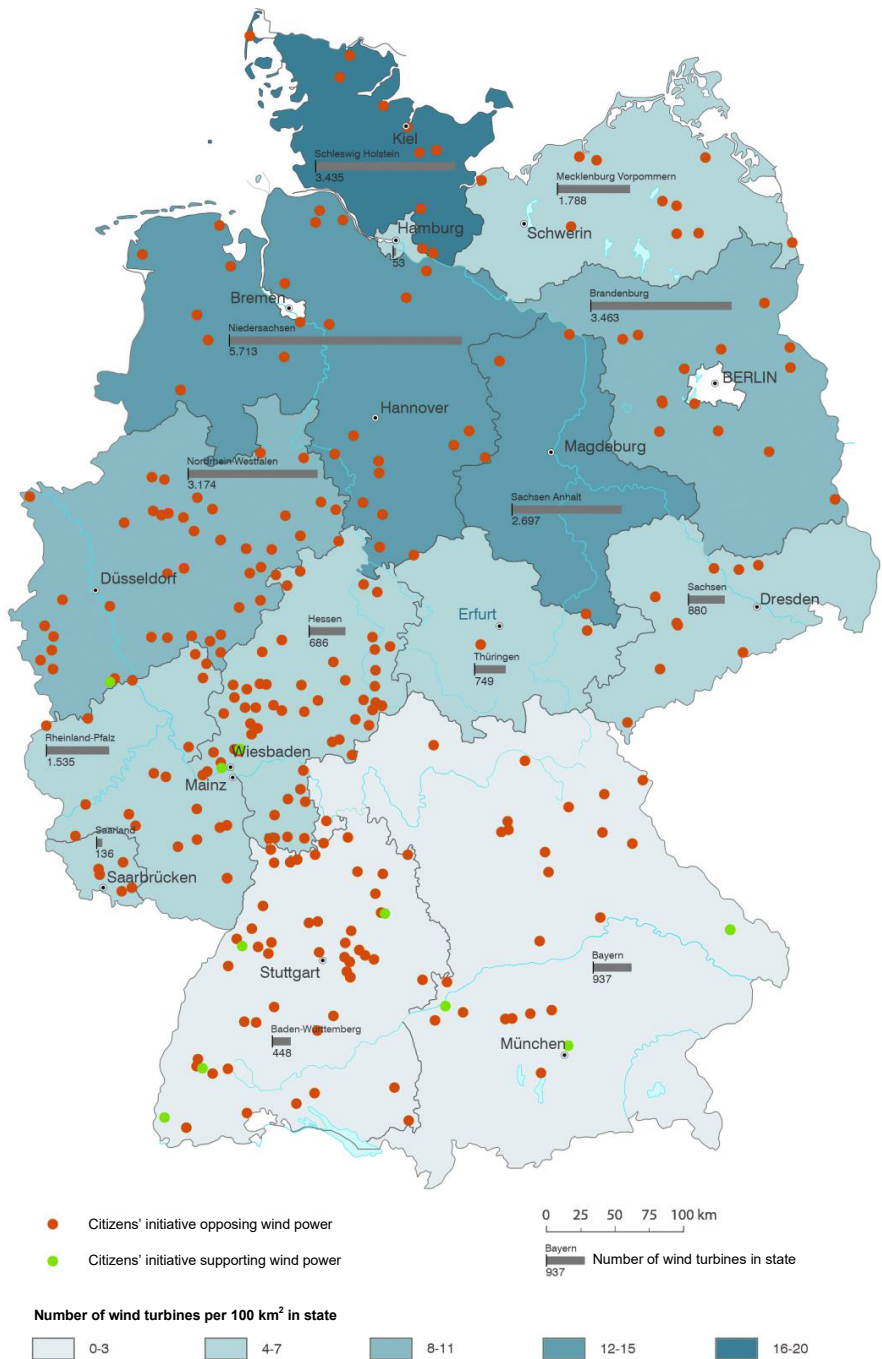 Kiel
Schleswig Holstein
3.435
Mecklenburg Vorpommern
1.788
Schwerin
Hamburg
53
Brandenburg
3.463
Bremen
Niedersachsen
5.713
BERLIN
Hannover
Magdeburg
Nordrhein Westfalen
3.174
Sachsen Anhalt
2.697
Düsseldorf
Sachsen
880
Dresden
Hessen
686
Erfurt
Thüringen
749
Rheinland-Pfalz
1.535
Wiesbaden
Mainz
Saarland
136
Saarbrücken
Stuttgart
Bayern
937
Baden-Württemberg
448
München
Citizens’ initiative opposing wind power
Citizens’ initiative supporting wind power
0 25 50 75 100 km
Bayern
937
Number of wind turbines in state
Number of wind turbines per 100 km² in state
0-3 4-7 8-11 12-15 16-20